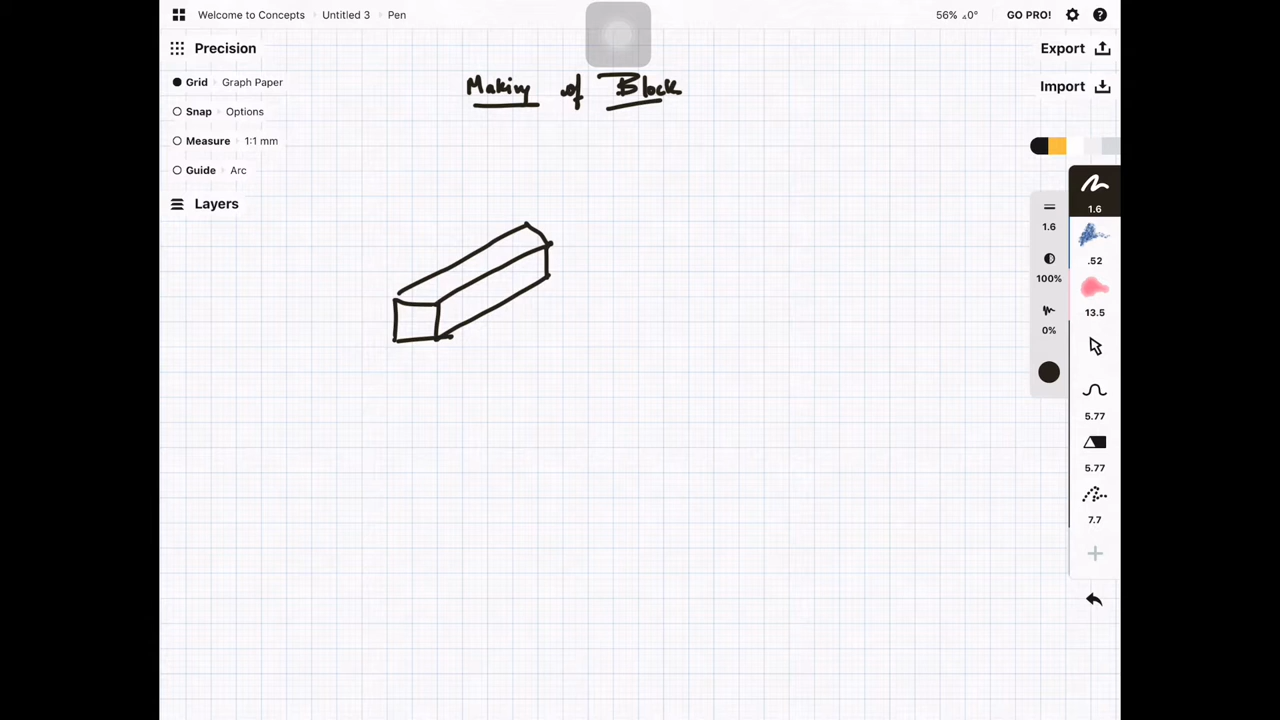 Welcome to Concepts › Untitled 3 › Pen
56% ⊿0° GO PRO!
Precision
Export
Grid › Graph Paper
Making of Block
Import
Snap › Options
Measure › 1:1 mm
Guide › Arc
Layers
1.6
1.6
100%
0%
.52
13.5
5.77
5.77
7.7